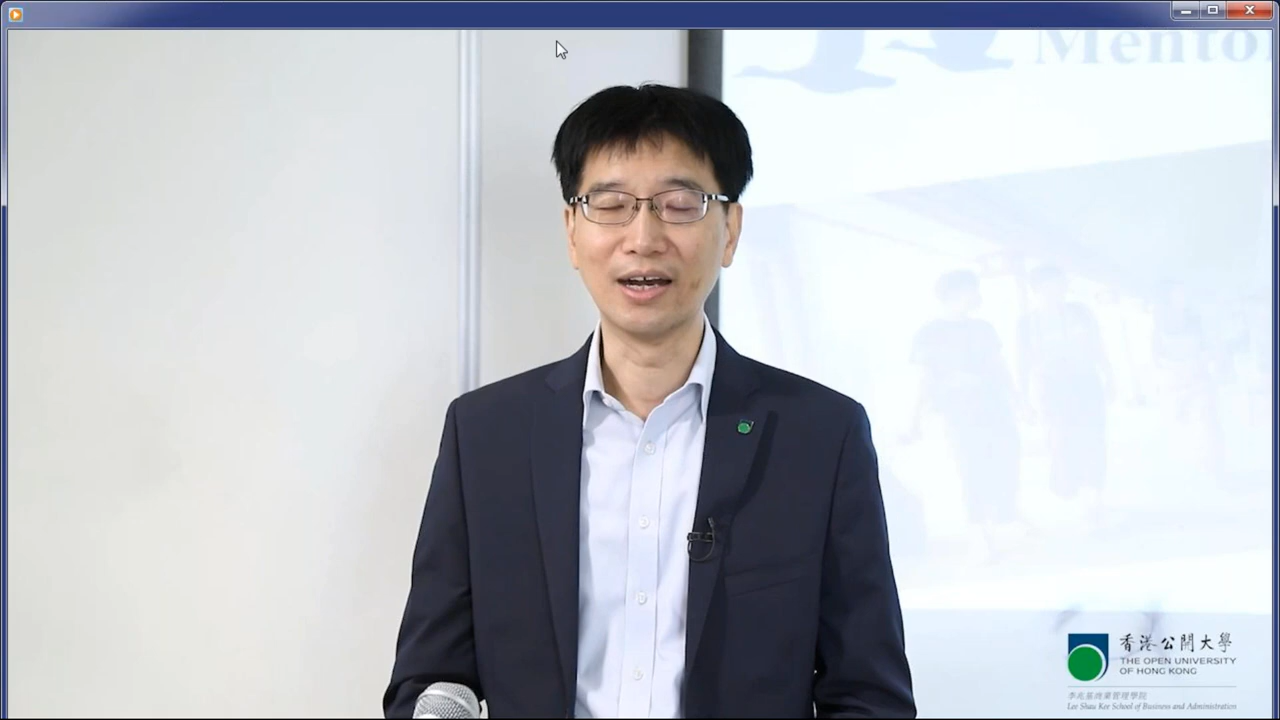 Mento
香港公開大學
THE OPEN UNIVERSITY
OF HONG KONG
李兆基商業管理學院
Lee Shau Kee School of Business and Administration